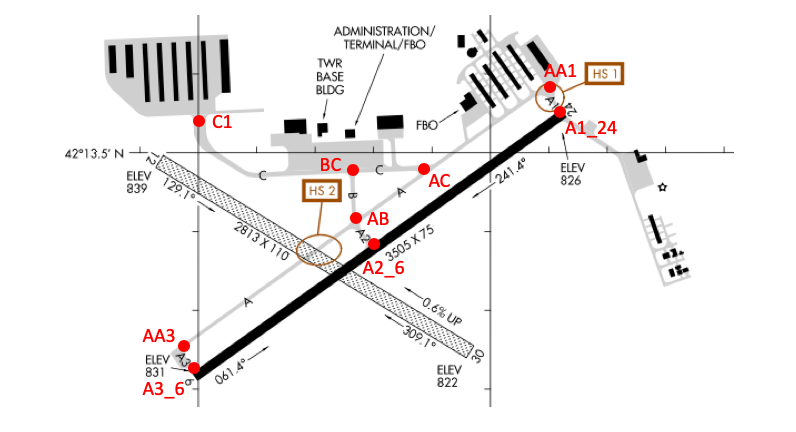 ADMINISTRATION/
TERMINAL/FBO
TWR
BASE
BLDG
AA1
HS 1
A1
24
C1
FBO
A1_24
42°13.5' N
12
BC
C
AC
C
ELEV
826
ELEV
839
129.1°
HS 2
B
A
241.4°
AB
A2
2813 X 110
3505 X 75
A2_6
A
0.6% UP
AA3
309.1°
A3
ELEV
831
6
061.4°
30
A3_6
ELEV
822